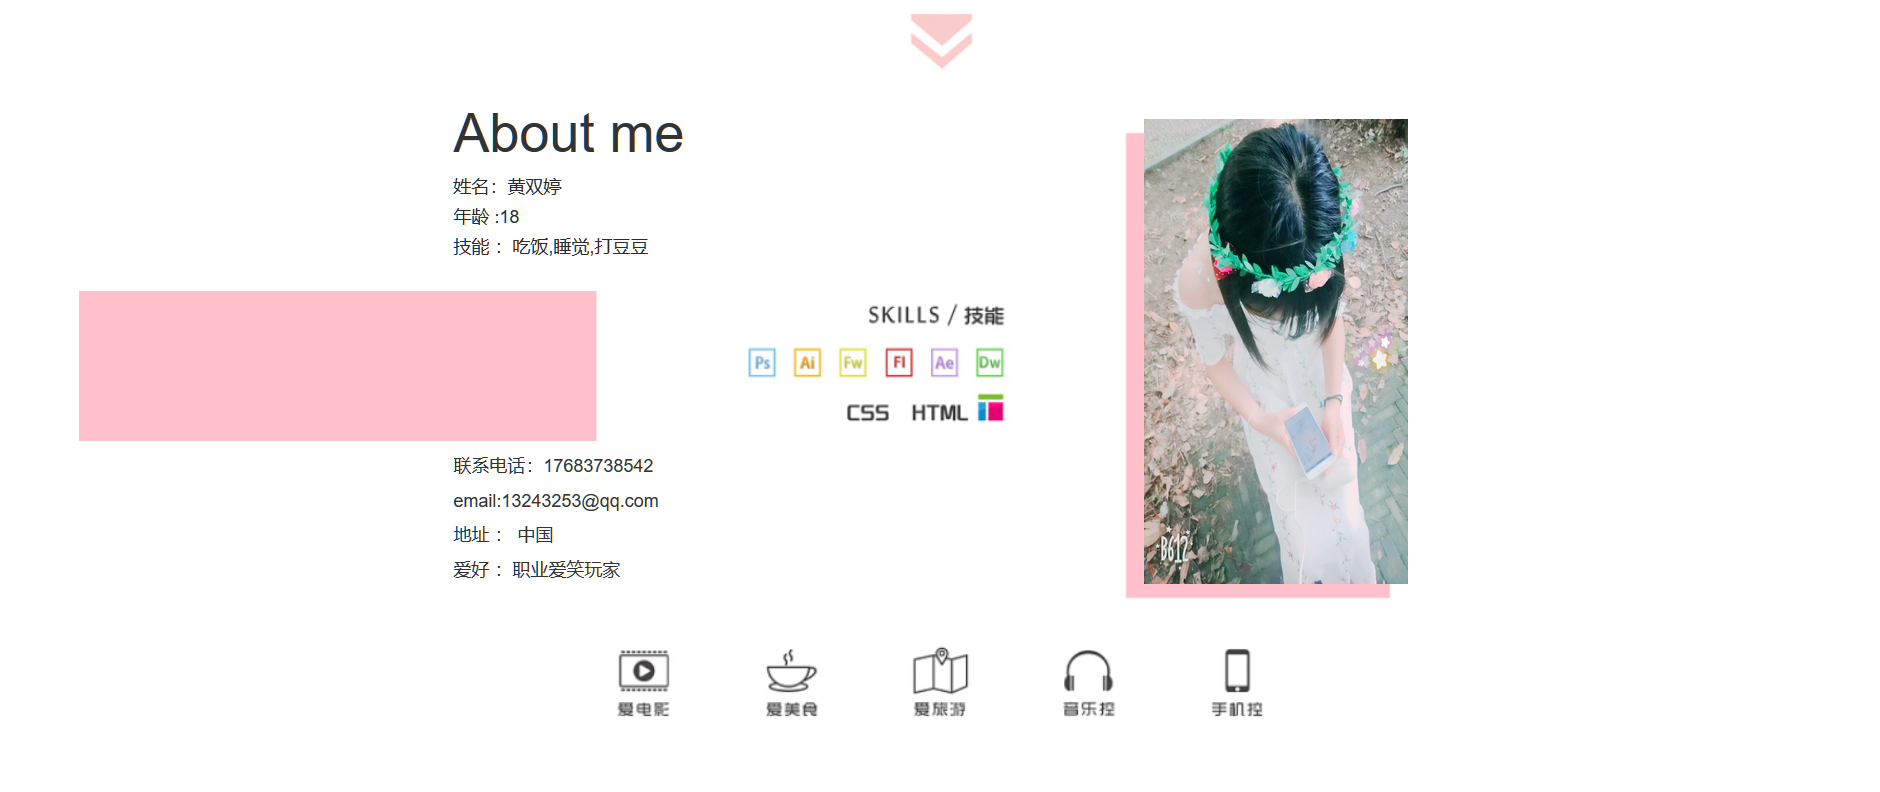 About me
姓名：黄双婷
年龄 :18
技能 ：吃饭,睡觉,打豆豆
SKILLS / 技能
Ps Ai Fw Fl Ae Dw
CSS HTML
联系电话：17683738542
email:13243253@qq.com
地址 ： 中国
爱好 ：职业爱笑玩家
B612
爱电影 爱美食 爱旅游 音乐控 手机控